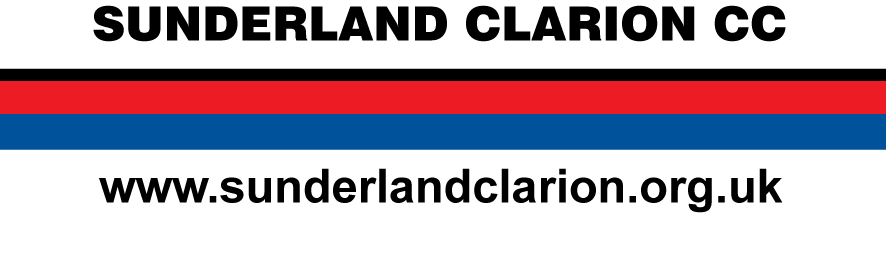 SUNDERLAND CLARION CC
www.sunderlandclarion.org.uk